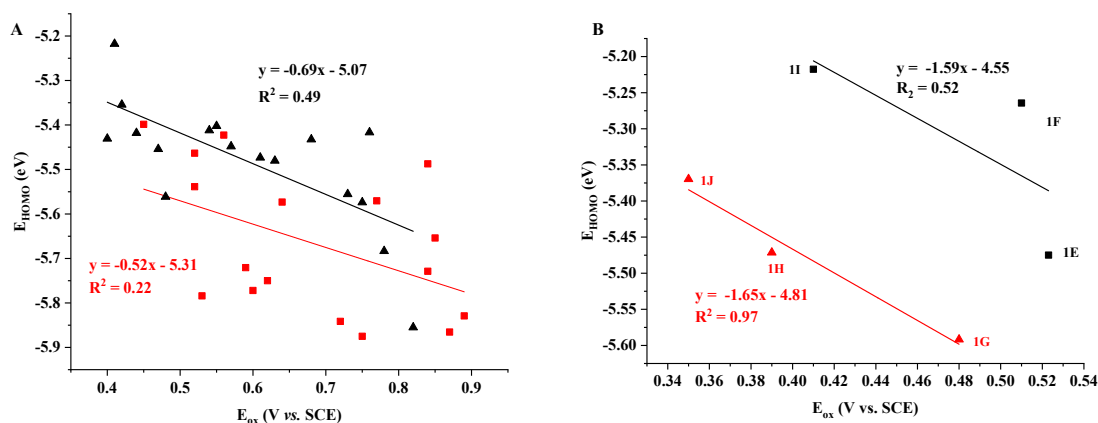 A
-5.2
-5.3
-5.4
-5.5
-5.6
-5.7
-5.8
-5.9
E_HOMO (eV)
y = -0.69x - 5.07
R² = 0.49
y = -0.52x - 5.31
R² = 0.22
0.4 0.5 0.6 0.7 0.8 0.9
E_ox (V vs. SCE)
B
-5.20
-5.25
-5.30
-5.35
-5.40
-5.45
-5.50
-5.55
-5.60
E_HOMO (eV)
1I
y = -1.59x - 4.55
R₂ = 0.52
1F
1J
1H
1E
y = -1.65x - 4.81
R² = 0.97
1G
0.34 0.36 0.38 0.40 0.42 0.44 0.46 0.48 0.50 0.52 0.54
E_ox (V vs. SCE)